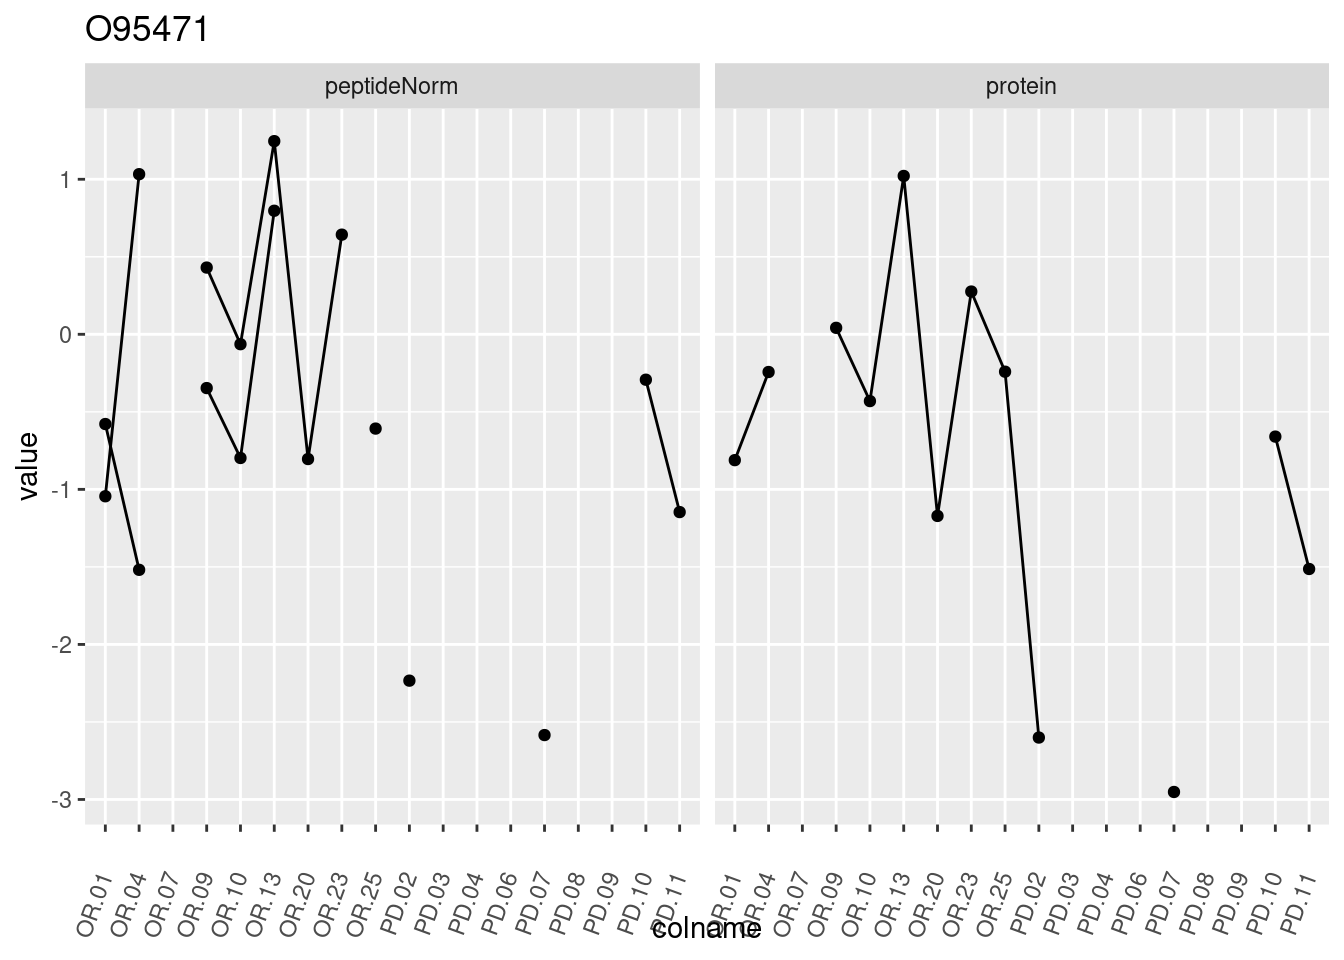 O95471
peptideNorm protein
1
0
-1
-2
-3
value
OR.01 OR.04 OR.07 OR.09 OR.10 OR.13 OR.20 OR.23 OR.25 PD.02 PD.03 PD.04 PD.06 PD.07 PD.08 PD.09 PD.10 PD.11 OR.01 OR.04 OR.07 OR.09 OR.10 OR.13 OR.20 OR.23 OR.25 PD.02 PD.03 PD.04 PD.06 PD.07 PD.08 PD.09 PD.10 PD.11
colname